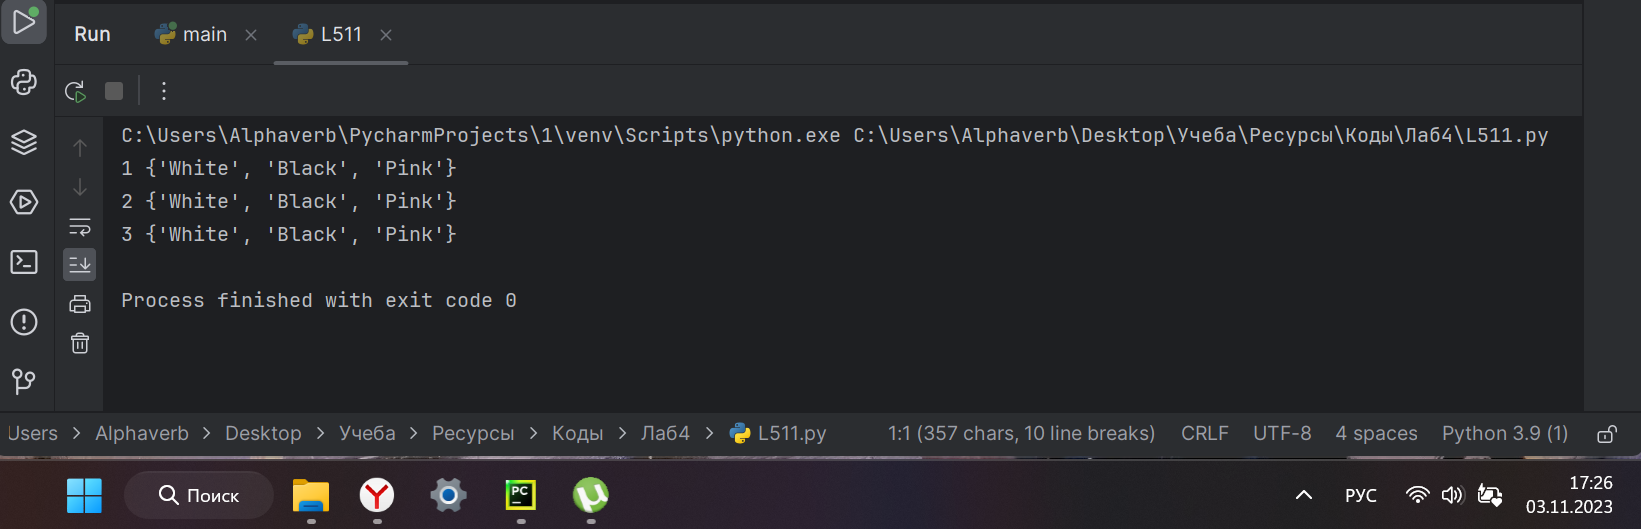 Run main L511
C:\Users\Alphaverb\PycharmProjects\1\venv\Scripts\python.exe C:\Users\Alphaverb\Desktop\Учеба\Ресурсы\Коды\Лаб4\L511.py
1 {'White', 'Black', 'Pink'}
2 {'White', 'Black', 'Pink'}
3 {'White', 'Black', 'Pink'}
Process finished with exit code 0
Users > Alphaverb > Desktop > Учеба > Ресурсы > Коды > Лаб4 > L511.py 1:1 (357 chars, 10 line breaks) CRLF UTF-8 4 spaces Python 3.9 (1)
Поиск PC РУС 17:26
03.11.2023